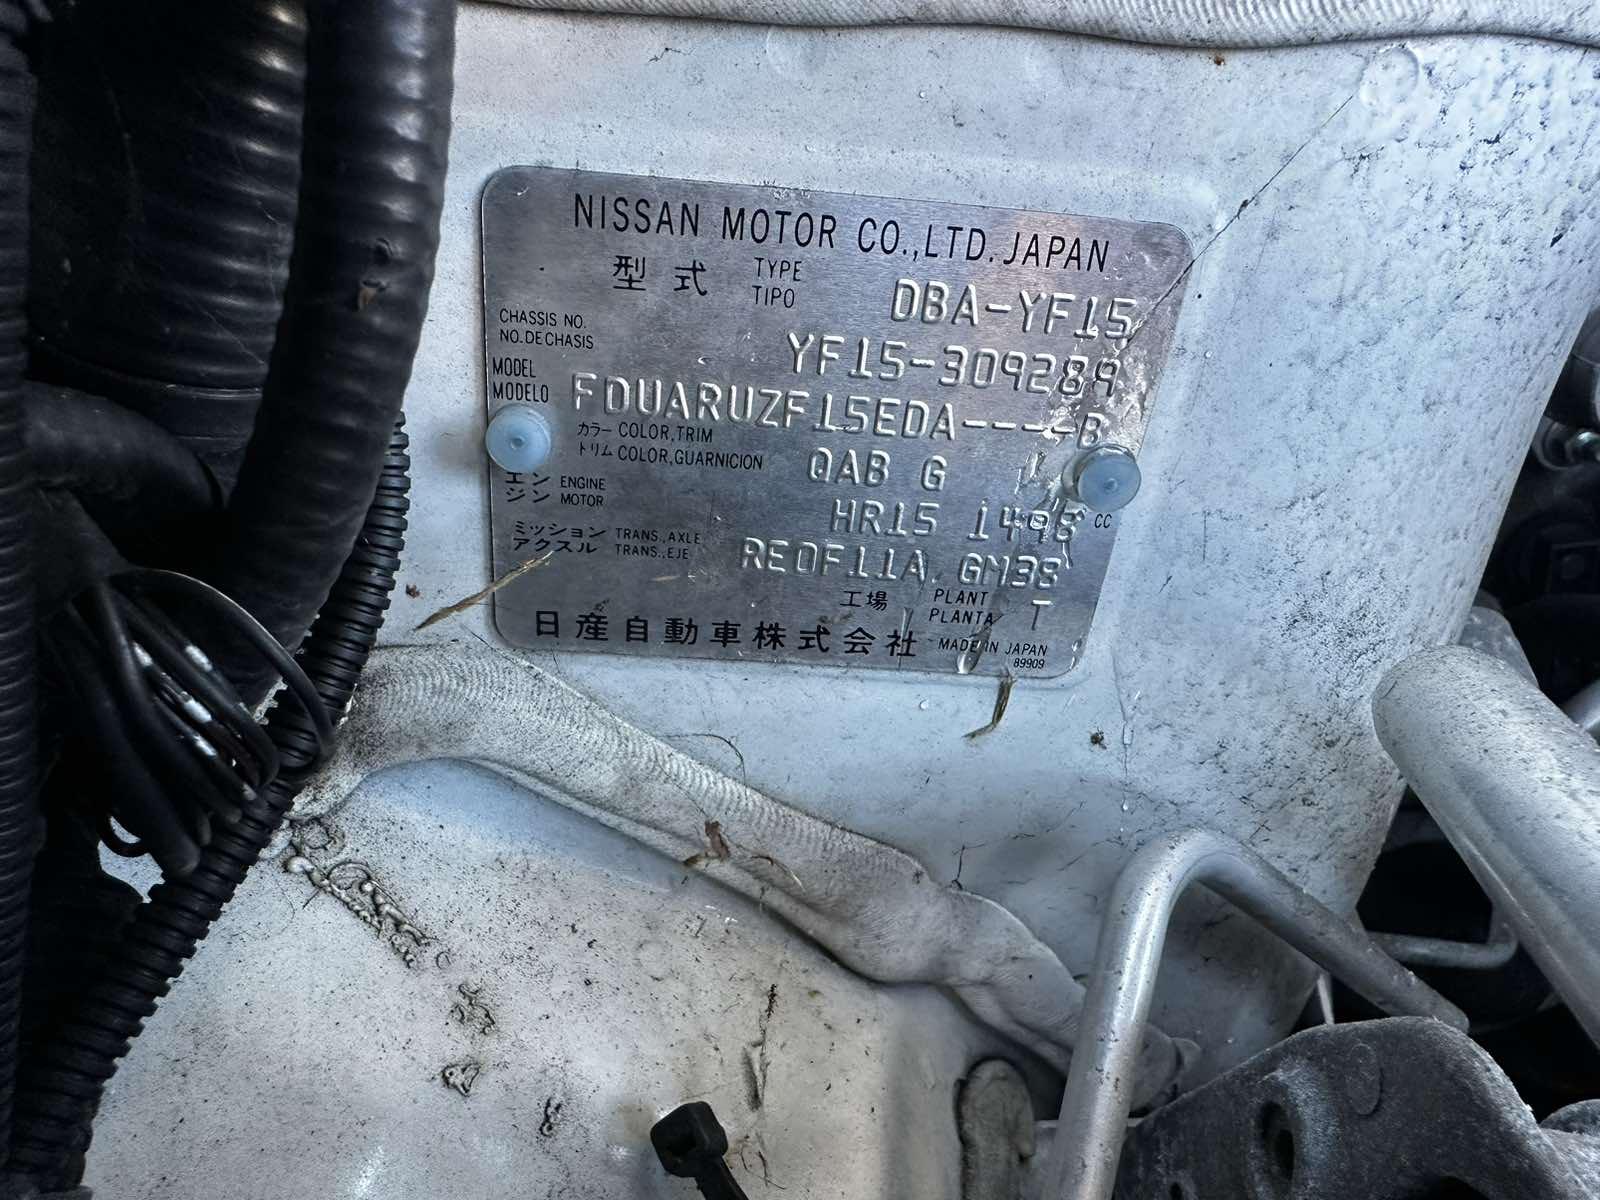 NISSAN MOTOR CO.,LTD. JAPAN
型式 TYPE TIPO DBA-YF15
CHASSIS NO. NO.DE CHASIS YF15-309289
MODEL MODELO FDUARUZF15EDA----B
カラー COLOR,TRIM
トリム COLOR,GUARNICION QAB G
エンジン ENGINE MOTOR HR15 1498 CC
ミッション TRANS.,AXLE
アクスル TRANS.,EJE RE0F11A. GM38
工場 PLANT PLANTA T
日産自動車株式会社 MADE IN JAPAN
89909